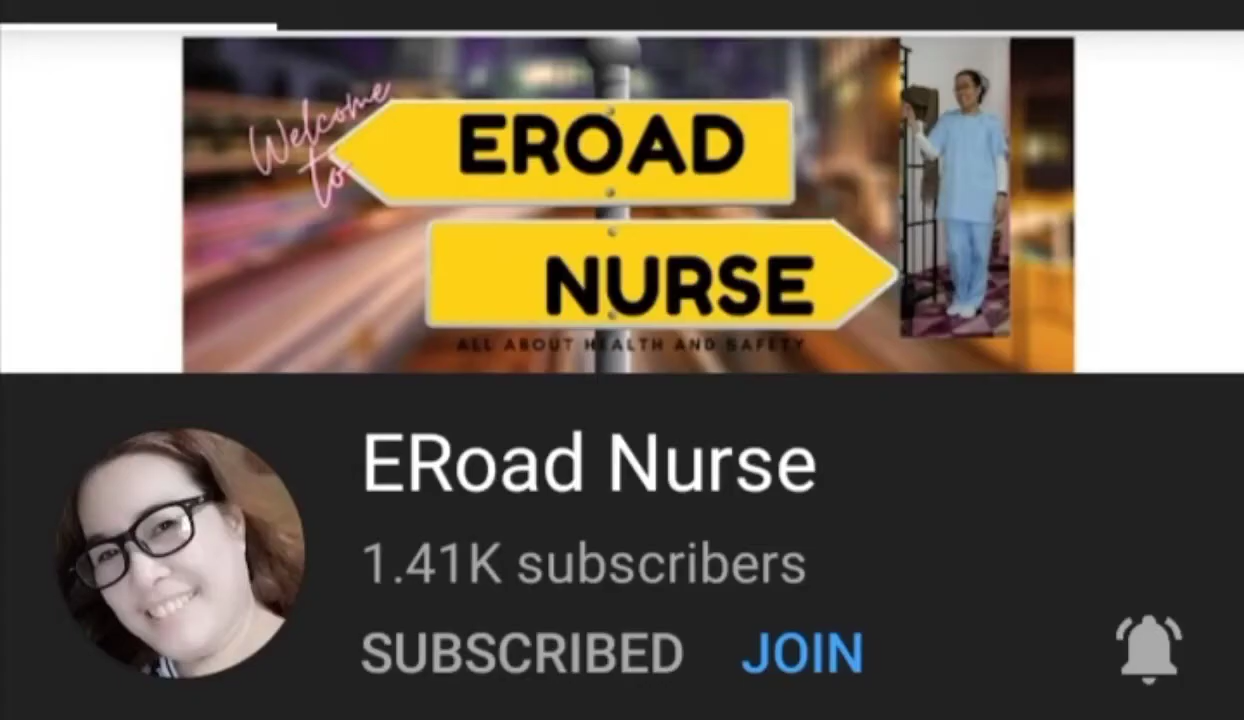 Welcome
to
EROAD
NURSE
ALL ABOUT HEALTH AND SAFETY
ERoad Nurse
1.41K subscribers
SUBSCRIBED JOIN